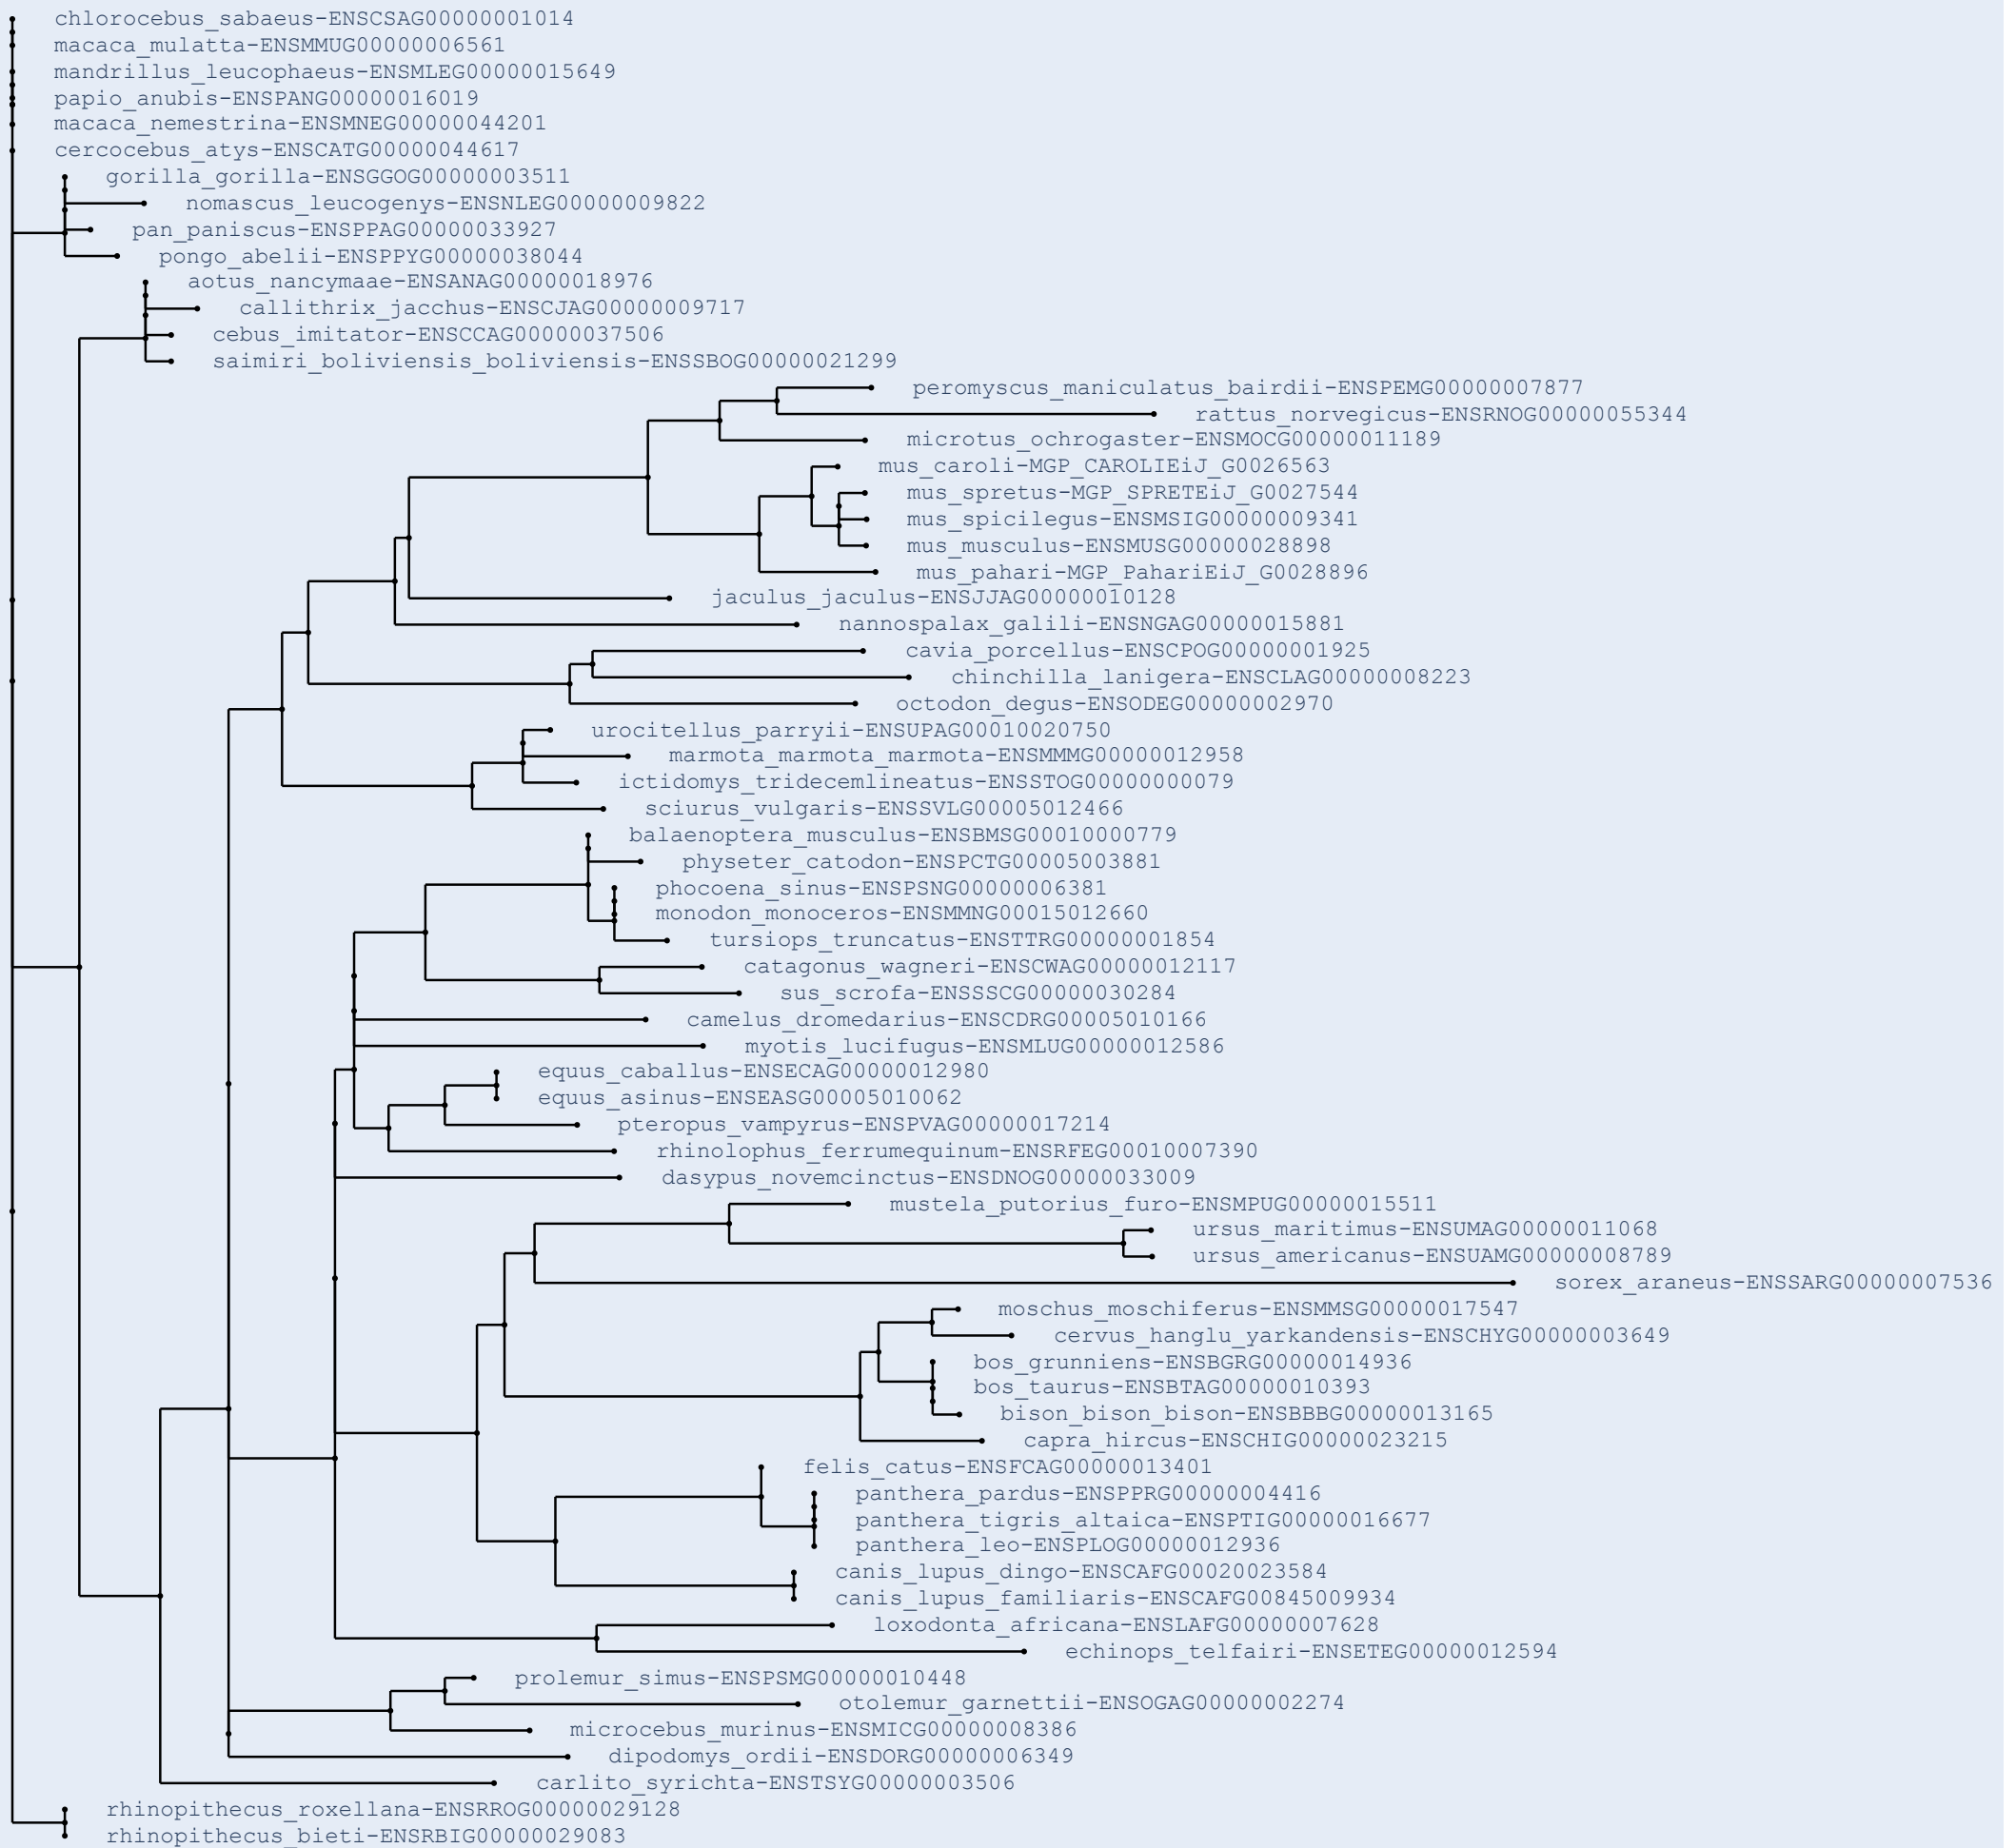 chlorocebus_sabaeus-ENSCSAG00000001014
macaca_mulatta-ENSMMUG00000006561
mandrillus_leucophaeus-ENSMLEG00000015649
papio_anubis-ENSPANG00000016019
macaca_nemestrina-ENSMNEG00000044201
cercocebus_atys-ENSCATG00000044617
gorilla_gorilla-ENSGGOG00000003511
nomascus_leucogenys-ENSNLEG00000009822
pan_paniscus-ENSPPAG00000033927
pongo_abelii-ENSPPYG00000038044
aotus_nancymaae-ENSANAG00000018976
callithrix_jacchus-ENSCJAG00000009717
cebus_imitator-ENSCCAG00000037506
saimiri_boliviensis_boliviensis-ENSSBOG00000021299
peromyscus_maniculatus_bairdii-ENSPEMG00000007877
rattus_norvegicus-ENSRNOG00000055344
microtus_ochrogaster-ENSMOCG00000011189
mus_caroli-MGP_CAROLIEiJ_G0026563
mus_spretus-MGP_SPRETEiJ_G0027544
mus_spicilegus-ENSMSIG00000009341
mus_musculus-ENSMUSG00000028898
mus_pahari-MGP_PahariEiJ_G0028896
jaculus_jaculus-ENSJJAG00000010128
nannospalax_galili-ENSNGAG00000015881
cavia_porcellus-ENSCPOG00000001925
chinchilla_lanigera-ENSCLAG00000008223
octodon_degus-ENSODEG00000002970
urocitellus_parryii-ENSUPAG00010020750
marmota_marmota_marmota-ENSMMMG00000012958
ictidomys_tridecemlineatus-ENSSTOG00000000079
sciurus_vulgaris-ENSSVLG00005012466
balaenoptera_musculus-ENSBMSG00010000779
physeter_catodon-ENSPCTG00005003881
phocoena_sinus-ENSPSNG00000006381
monodon_monoceros-ENSMMNG00015012660
tursiops_truncatus-ENSTTRG00000001854
catagonus_wagneri-ENSCWAG00000012117
sus_scrofa-ENSSSCG00000030284
camelus_dromedarius-ENSCDRG00005010166
myotis_lucifugus-ENSMLUG00000012586
equus_caballus-ENSECAG00000012980
equus_asinus-ENSEASG00005010062
pteropus_vampyrus-ENSPVAG00000017214
rhinolophus_ferrumequinum-ENSRFEG00010007390
dasypus_novemcinctus-ENSDNOG00000033009
mustela_putorius_furo-ENSMPUG00000015511
ursus_maritimus-ENSUMAG00000011068
ursus_americanus-ENSUAMG00000008789
sorex_araneus-ENSSARG00000007536
moschus_moschiferus-ENSMMSG00000017547
cervus_hanglu_yarkandensis-ENSCHYG00000003649
bos_grunniens-ENSBGRG00000014936
bos_taurus-ENSBTAG00000010393
bison_bison_bison-ENSBBBG00000013165
capra_hircus-ENSCHIG00000023215
felis_catus-ENSFCAG00000013401
panthera_pardus-ENSPPRG00000004416
panthera_tigris_altaica-ENSPTIG00000016677
panthera_leo-ENSPLOG00000012936
canis_lupus_dingo-ENSCAFG00020023584
canis_lupus_familiaris-ENSCAFG00845009934
loxodonta_africana-ENSLAFG00000007628
echinops_telfairi-ENSETEG00000012594
prolemur_simus-ENSPSMG00000010448
otolemur_garnettii-ENSOGAG00000002274
microcebus_murinus-ENSMICG00000008386
dipodomys_ordii-ENSDORG00000006349
carlito_syrichta-ENSTSYG00000003506
rhinopithecus_roxellana-ENSRROG00000029128
rhinopithecus_bieti-ENSRBIG00000029083